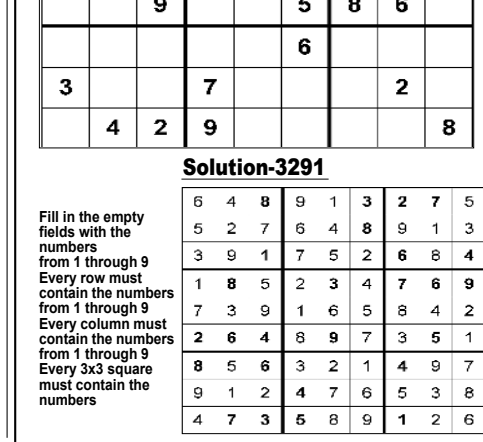 9 5 8 6
6
3 7 2
4 2 9 8
Solution-3291
Fill in the empty
fields with the
numbers
from 1 through 9
Every row must
contain the numbers
from 1 through 9
Every column must
contain the numbers
from 1 through 9
Every 3x3 square
must contain the
numbers
6 4 8 9 1 3 2 7 5
5 2 7 6 4 8 9 1 3
3 9 1 7 5 2 6 8 4
1 8 5 2 3 4 7 6 9
7 3 9 1 6 5 8 4 2
2 6 4 8 9 7 3 5 1
8 5 6 3 2 1 4 9 7
9 1 2 4 7 6 5 3 8
4 7 3 5 8 9 1 2 6